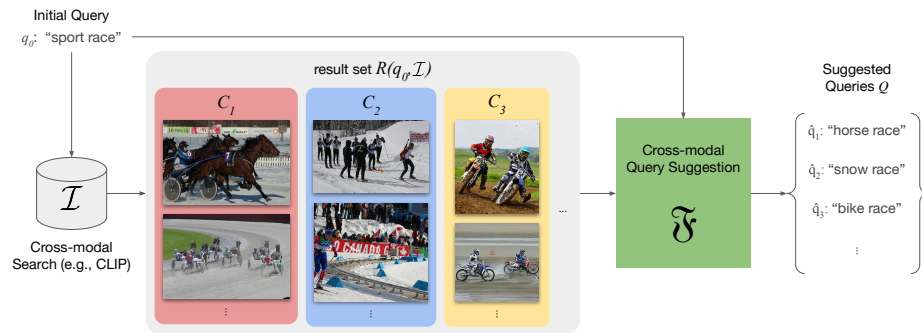 Initial Query
q₀: "sport race"
result set R(q₀,ℐ)
Suggested
Queries Q
C₁
C₂
C₃
Cross-modal
Query Suggestion
𝔉
q̂₁: "horse race"
q̂₂: "snow race"
q̂₃: "bike race"
⋮
ℐ
...
Cross-modal
Search (e.g., CLIP)
O CANADA G
⋮
⋮
⋮